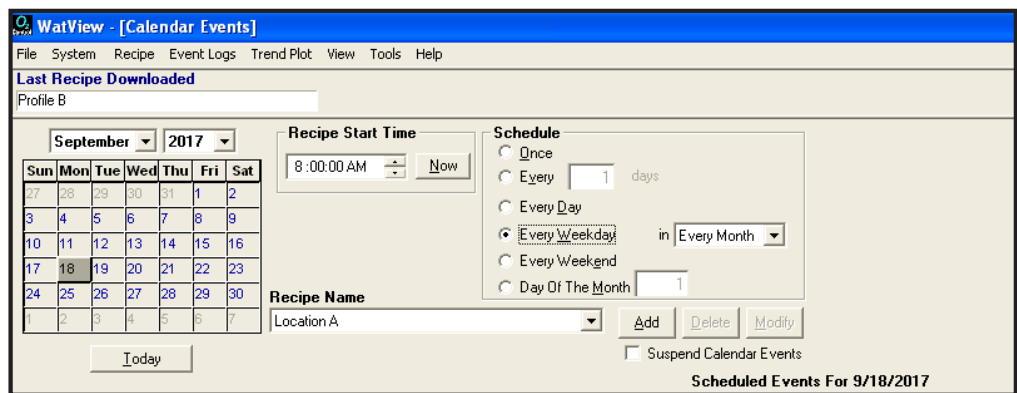 O2 Control WatView - [Calendar Events]
File System Recipe Event Logs Trend Plot View Tools Help
Last Recipe Downloaded
Profile B
September 2017
Sun Mon Tue Wed Thu Fri Sat
27 28 29 30 31 1 2
3 4 5 6 7 8 9
10 11 12 13 14 15 16
17 18 19 20 21 22 23
24 25 26 27 28 29 30
1 2 3 4 5 6 7
Today
Recipe Start Time
8:00:00 AM Now
Schedule
Once
Every 1 days
Every Day
Every Weekday in Every Month
Every Weekend
Day Of The Month 1
Recipe Name
Location A Add Delete Modify
Suspend Calendar Events
Scheduled Events For 9/18/2017